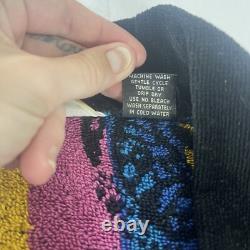 MACHINE WASH
GENTLE CYCLE
TUMBLE OR
DRIP DRY
USE NO BLEACH
WASH SEPARATELY
IN COLD WATER